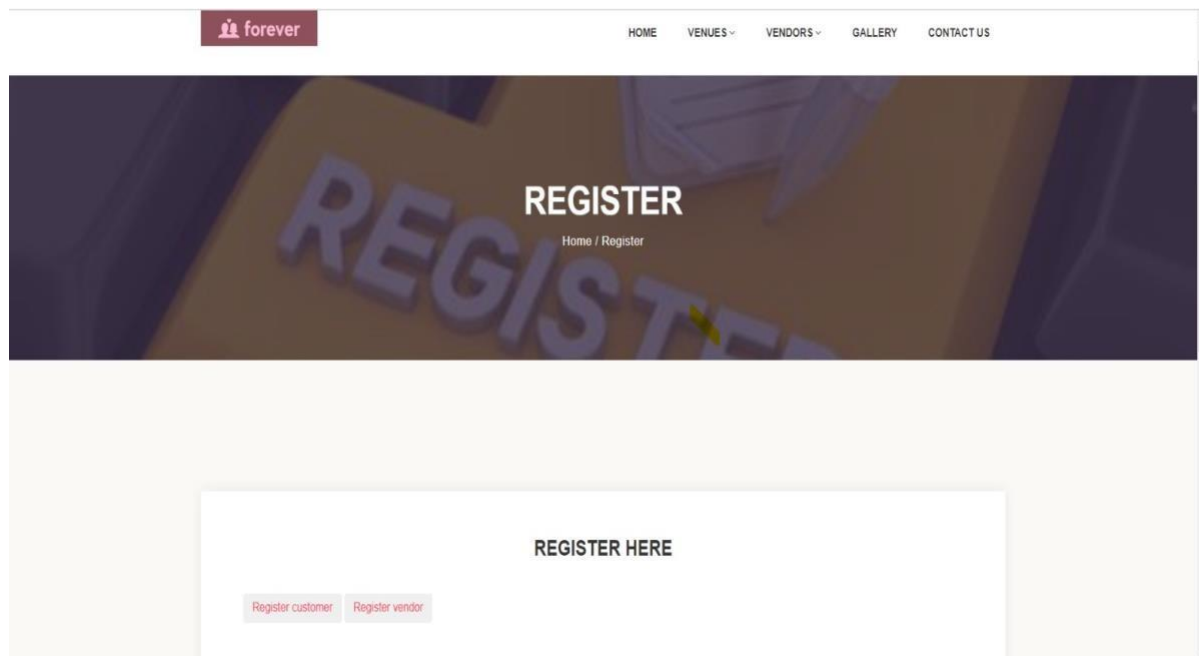 forever
HOME VENUES VENDORS GALLERY CONTACT US
REGISTER
Home / Register
REGISTER
REGISTER HERE
Register customer Register vendor